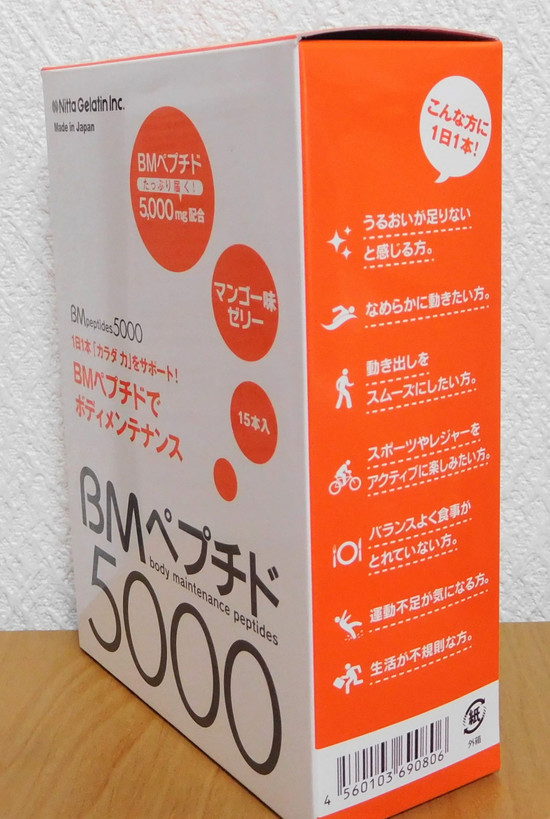 Nitta Gelatin Inc.
Made in Japan
BMペプチド
たっぷり届く!
5,000mg配合
マンゴー味
ゼリー
15本入
BMpeptides5000
1日1本「カラダ力」をサポート!
BMペプチドで
ボディメンテナンス
BMペプチド
body maintenance peptides
5000
こんな方に
1日1本!
うるおいが足りない
と感じる方。
なめらかに動きたい方。
動き出しを
スムーズにしたい方。
スポーツやレジャーを
アクティブに楽しみたい方。
バランスよく食事が
とれていない方。
運動不足が気になる方。
生活が不規則な方。
紙
外箱
4 560103 690806